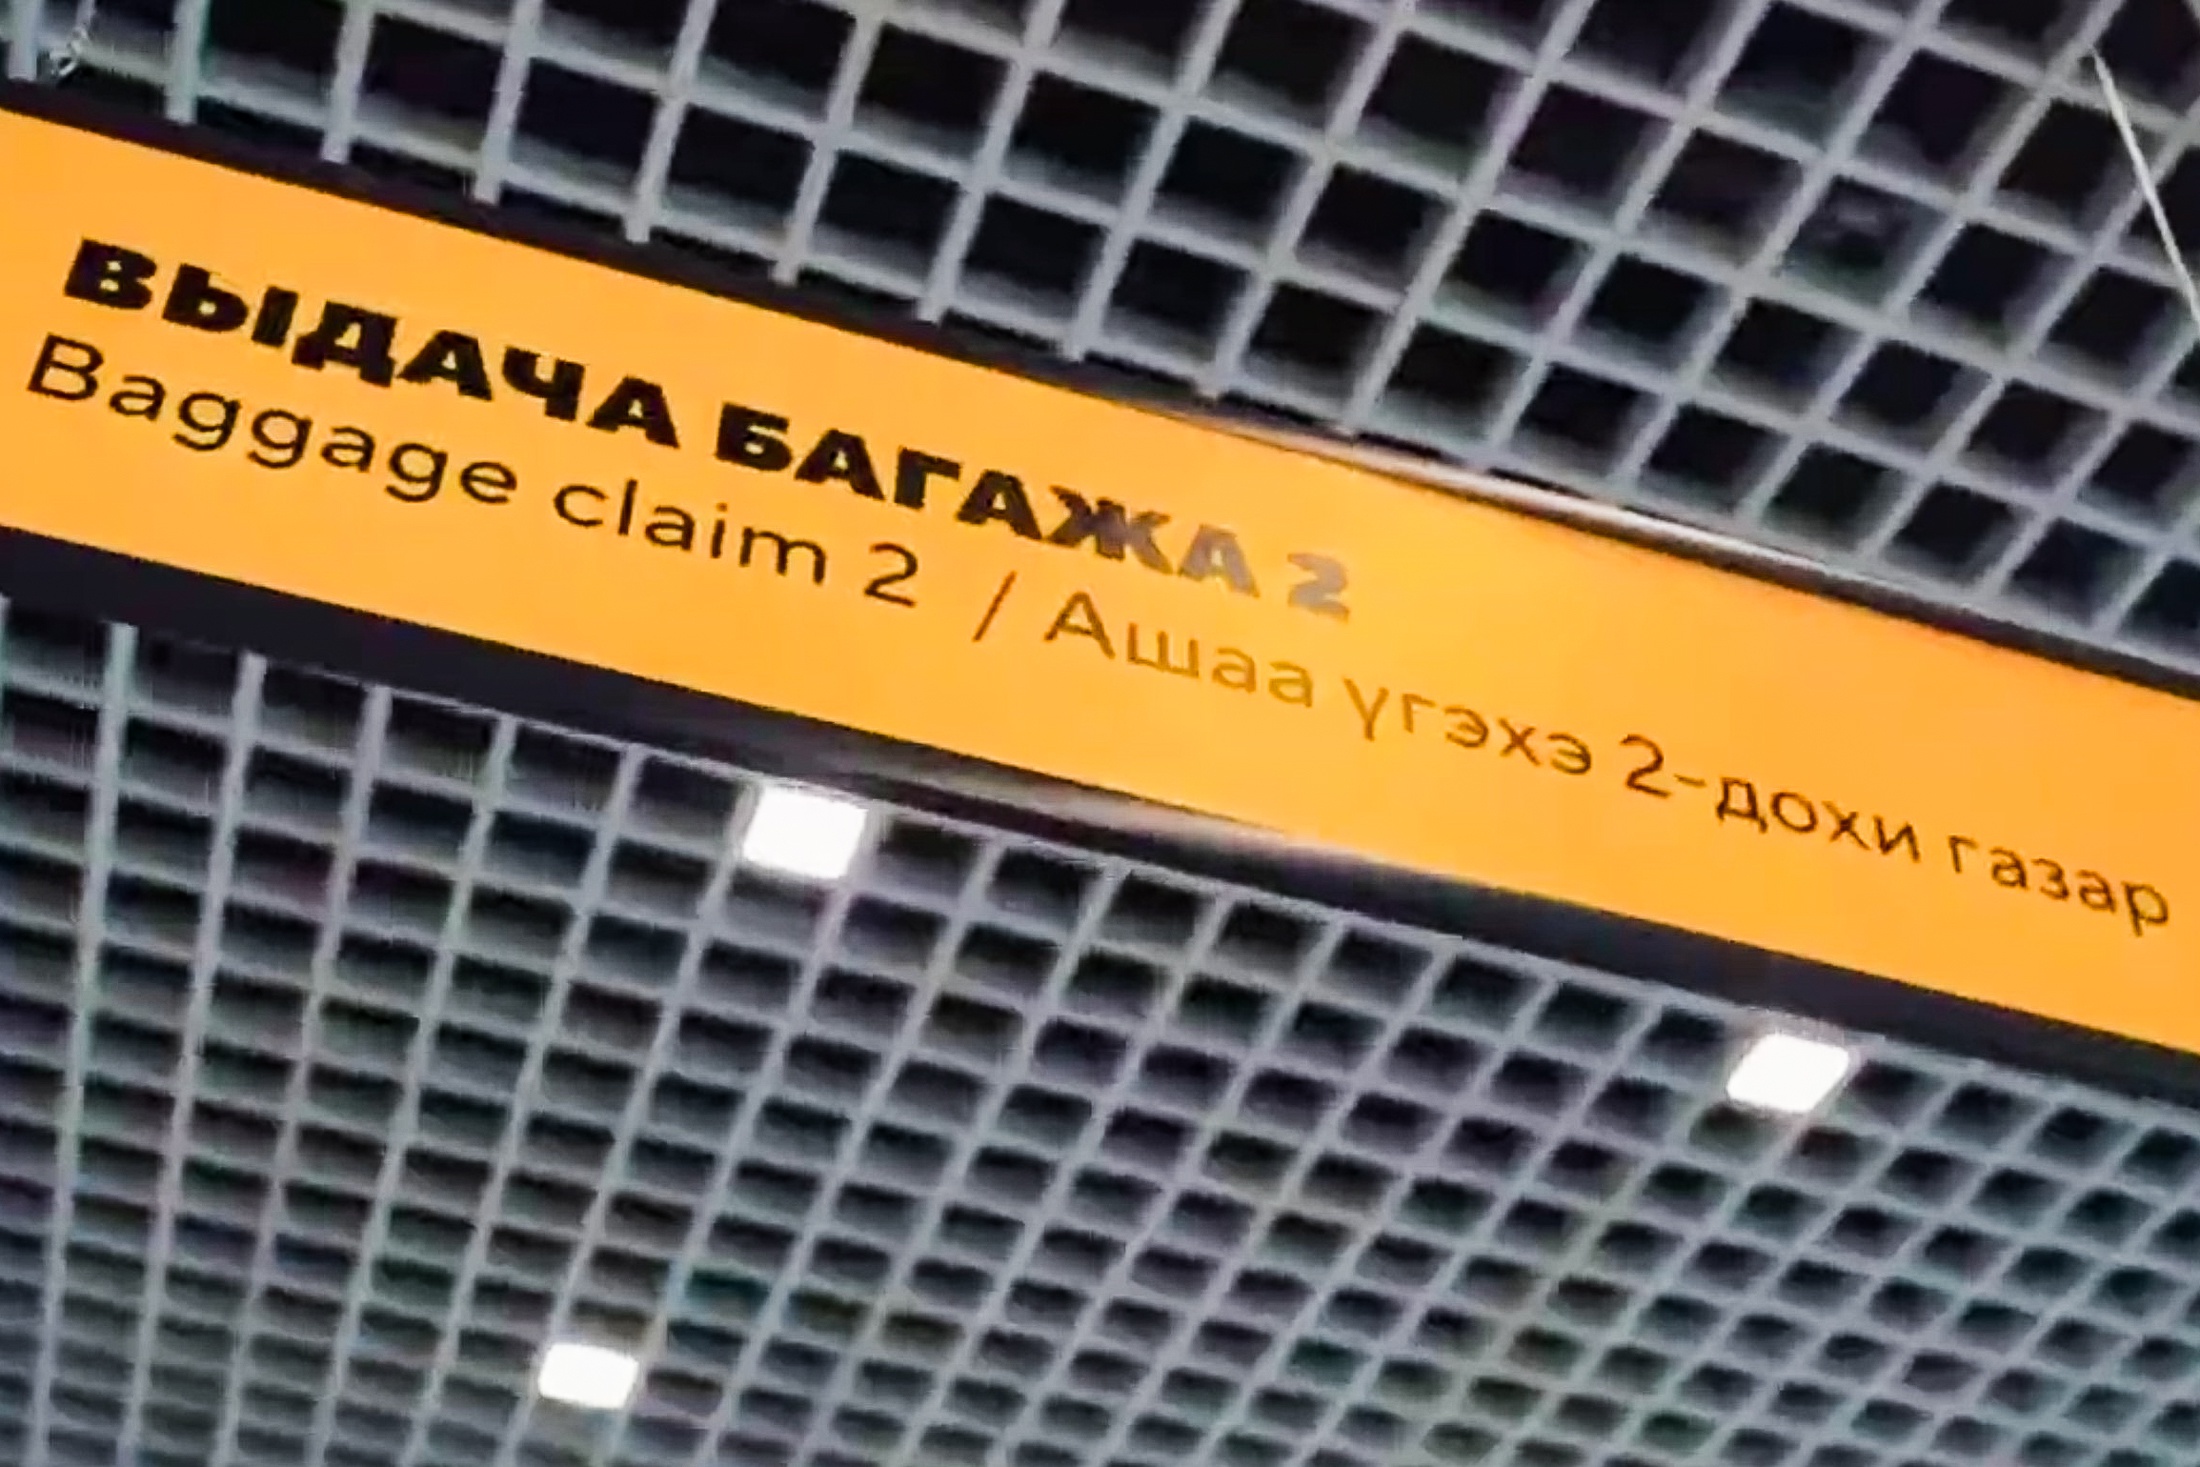 ВЫДАЧА БАГАЖА 2
Baggage claim 2 / Ашаа үгэхэ 2-дохи газар